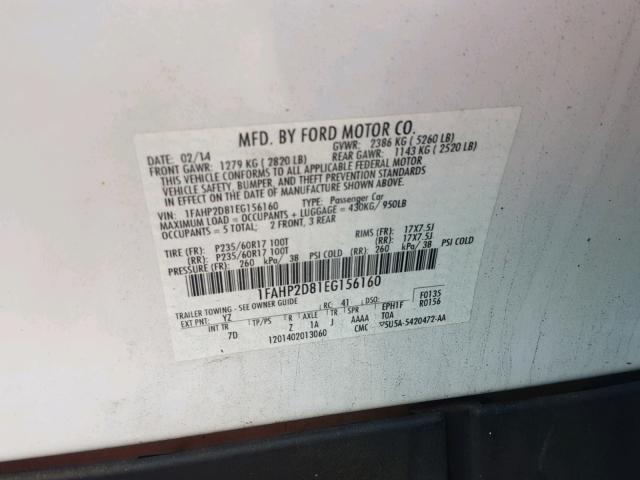 MFD. BY FORD MOTOR CO.
DATE: 02/14 GVWR: 2386 KG ( 5260 LB)
FRONT GAWR: 1279 KG ( 2820 LB) REAR GAWR: 1143 KG ( 2520 LB)
THIS VEHICLE CONFORMS TO ALL APPLICABLE FEDERAL MOTOR
VEHICLE SAFETY, BUMPER, AND THEFT PREVENTION STANDARDS
IN EFFECT ON THE DATE OF MANUFACTURE SHOWN ABOVE.
VIN: 1FAHP2D81EG156160 TYPE: Passenger Car
MAXIMUM LOAD = OCCUPANTS + LUGGAGE = 430KG/ 950LB
OCCUPANTS = 5 TOTAL; 2 FRONT, 3 REAR
TIRE (FR): P235/60R17 100T RIMS (FR): 17X7.5J
(RR): P235/60R17 100T (RR): 17X7.5J
PRESSURE (FR): 260 kPa/ 38 PSI COLD (RR): 260 kPa/ 38 PSI COLD
1FAHP2D81EG156160
TRAILER TOWING - SEE OWNER GUIDE RC: 41 DSO: F0135
EXT PNT: YZ R0156
INT TR TP/PS R AXLE TR SPR EPH1F
7D Z 1A J AAAA T0A
1201402013060 CMC 5U5A-5420472-AA